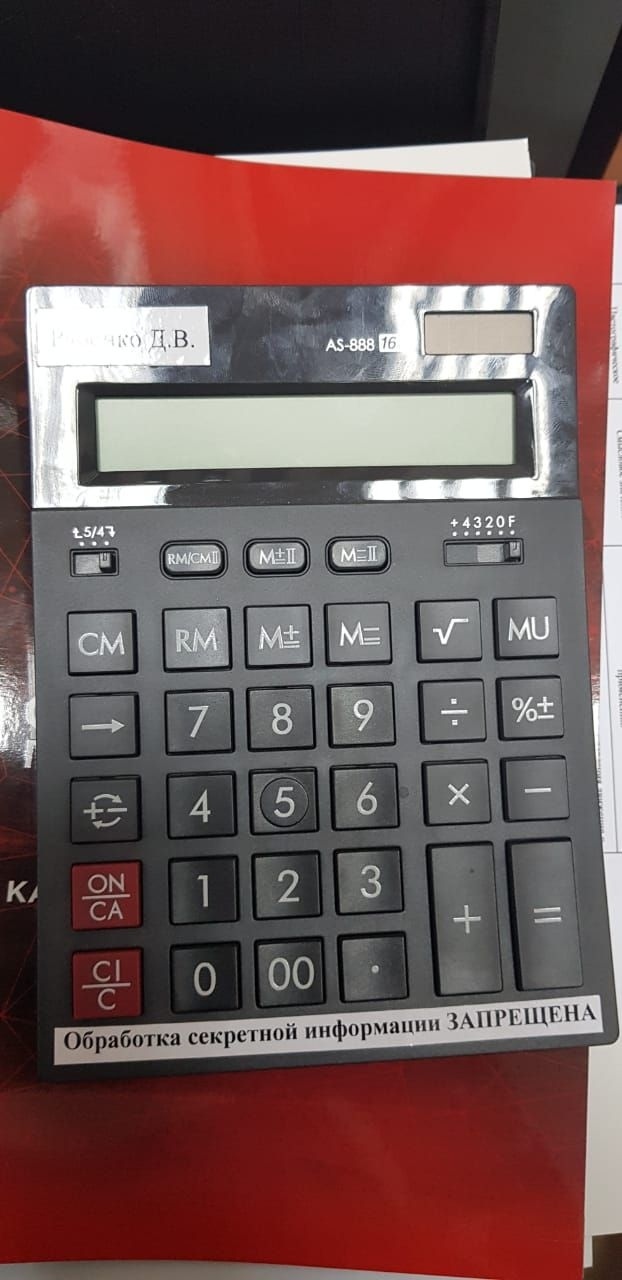 Д.В.
AS-888 16
5/4
+4320F
RM/CMII M±II M=II
CM RM M± M= √ MU
→ 7 8 9 ÷ %±
4 5 6 × −
ON
CA 1 2 3 + =
CI
C 0 00 .
Обработка секретной информации ЗАПРЕЩЕНА